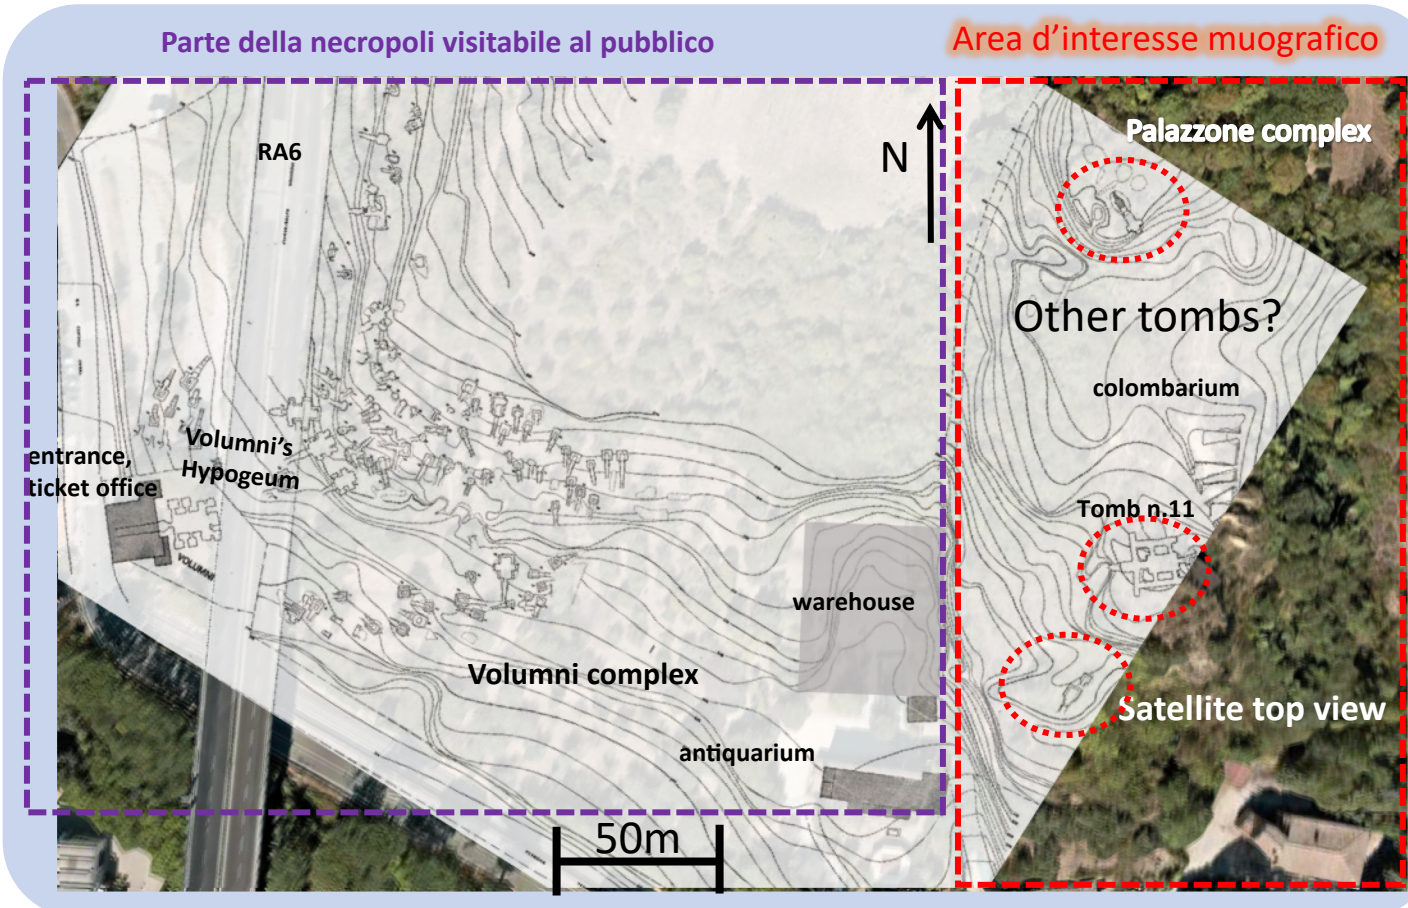 Parte della necropoli visitabile al pubblico
Area d’interesse muografico
Palazzone complex
RA6
N
Other tombs?
colombarium
Volumni’s
Hypogeum
entrance,
ticket office
Tomb n.11
VOLUMNI
warehouse
Volumni complex
Satellite top view
antiquarium
50m